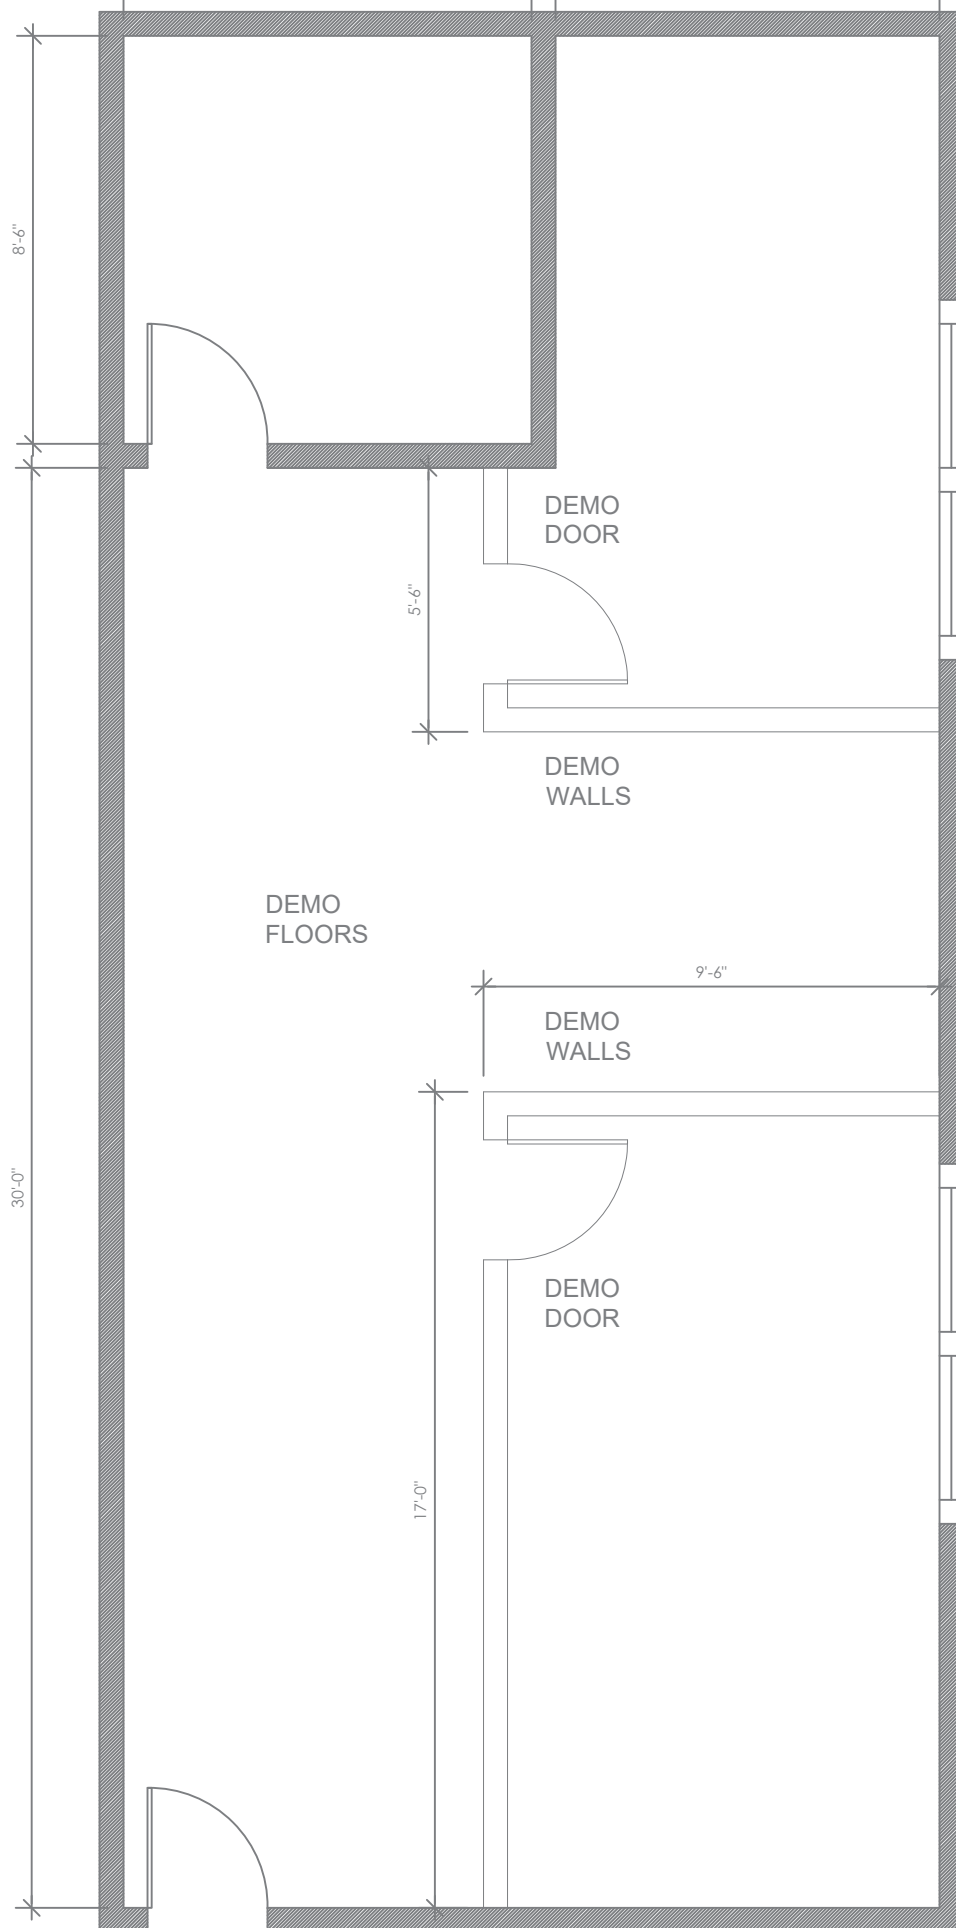 8'-6"
DEMO
DOOR
5'-6"
DEMO
WALLS
DEMO
FLOORS
9'-6"
DEMO
WALLS
30'-0"
DEMO
DOOR
17'-0"